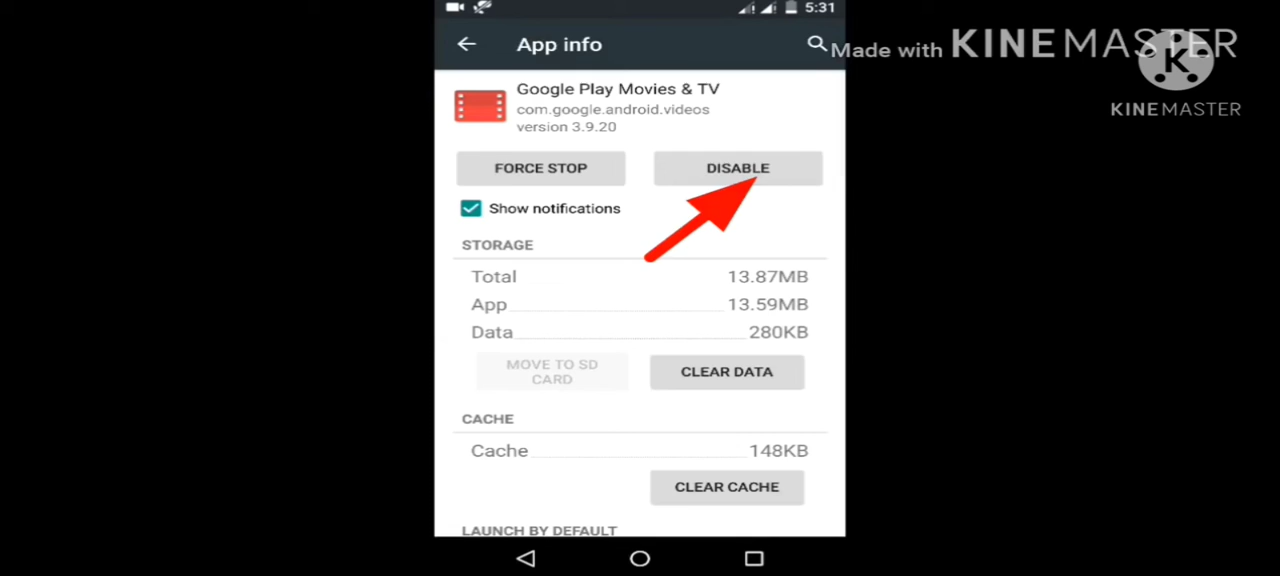 5:31
App info
Made with KINEMASTER
K
KINEMASTER
Google Play Movies & TV
com.google.android.videos
version 3.9.20
FORCE STOP
DISABLE
Show notifications
STORAGE
Total 13.87MB
App 13.59MB
Data 280KB
MOVE TO SD
CARD
CLEAR DATA
CACHE
Cache 148KB
CLEAR CACHE
LAUNCH BY DEFAULT